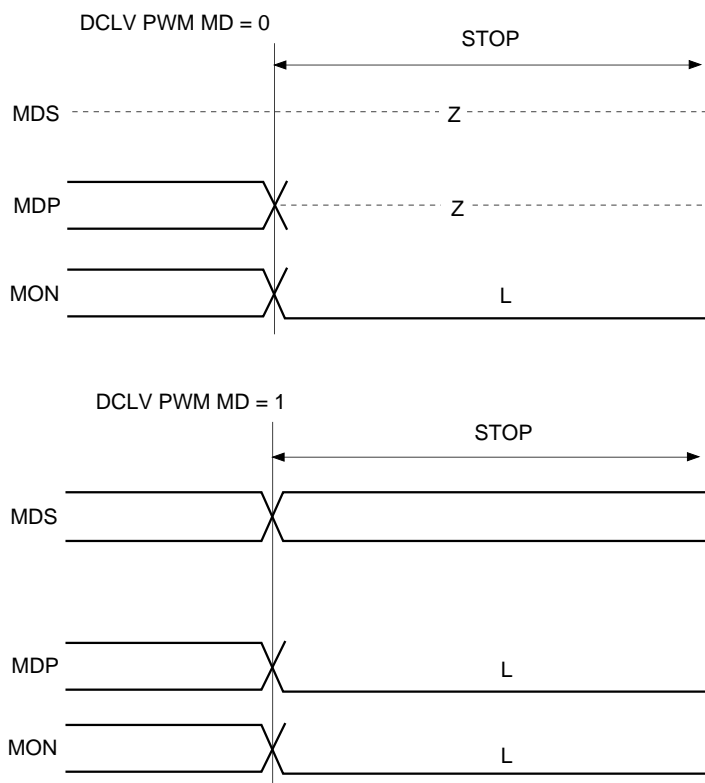 DCLV PWM MD = 0
STOP
MDS
Z
MDP
Z
MON
L
DCLV PWM MD = 1
STOP
MDS
MDP
L
MON
L